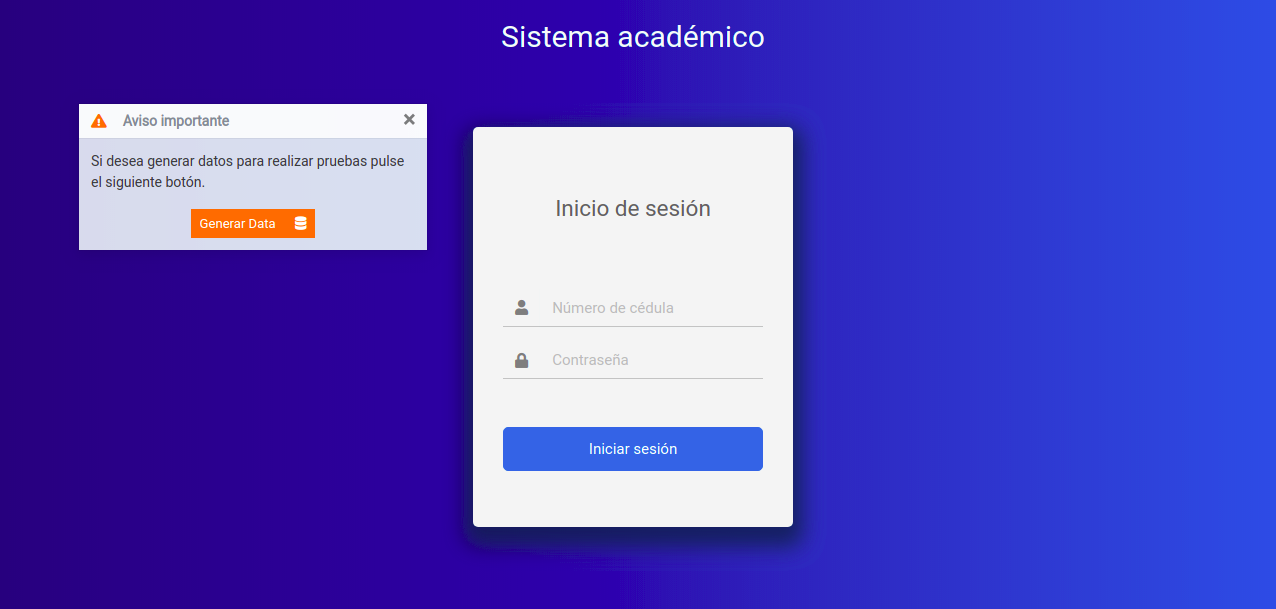 Sistema académico
Aviso importante
Si desea generar datos para realizar pruebas pulse
el siguiente botón.
Generar Data
Inicio de sesión
Número de cédula
Contraseña
Iniciar sesión